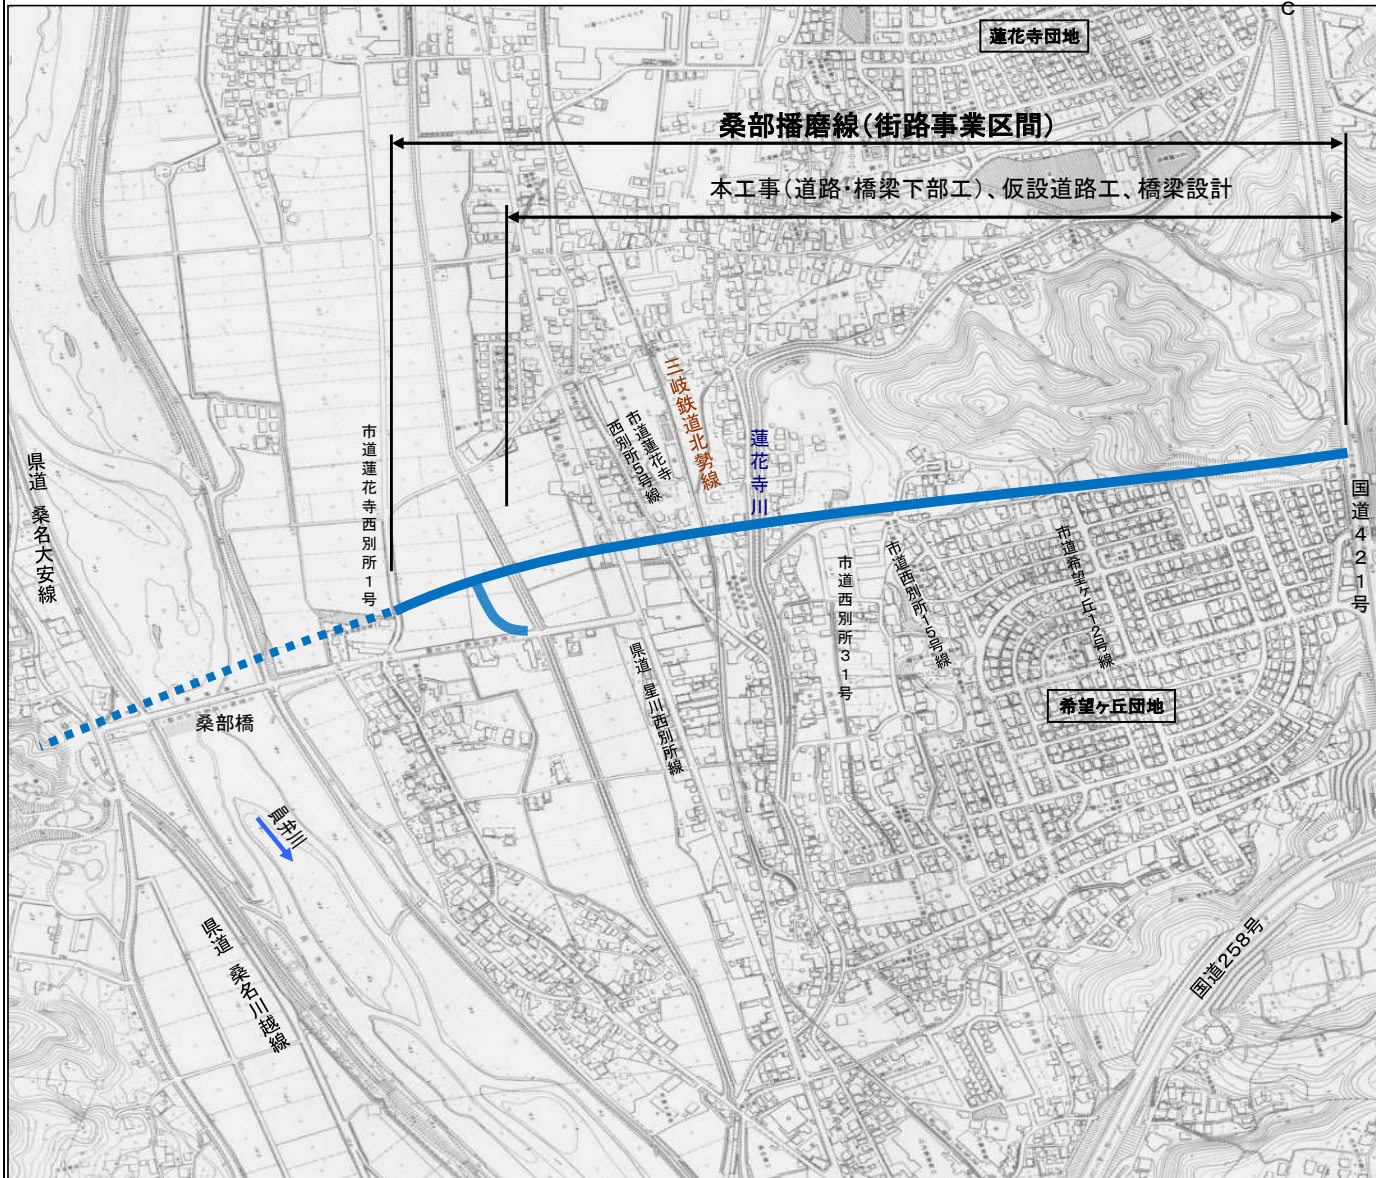 C
蓮花寺団地
桑部播磨線（街路事業区間）
本工事（道路・橋梁下部工）、仮設道路工、橋梁設計
三岐鉄道北勢線
市道蓮花寺
西別所５号線
蓮花寺川
市道蓮花寺西別所１号
県道 桑名大安線
国道４２１号
市道希望ヶ丘１２号線
市道西別所１５号線
市道西別所３１号
県道 星川西別所線
希望ヶ丘団地
桑部橋
員弁川
県道 桑名川越線
国道258号